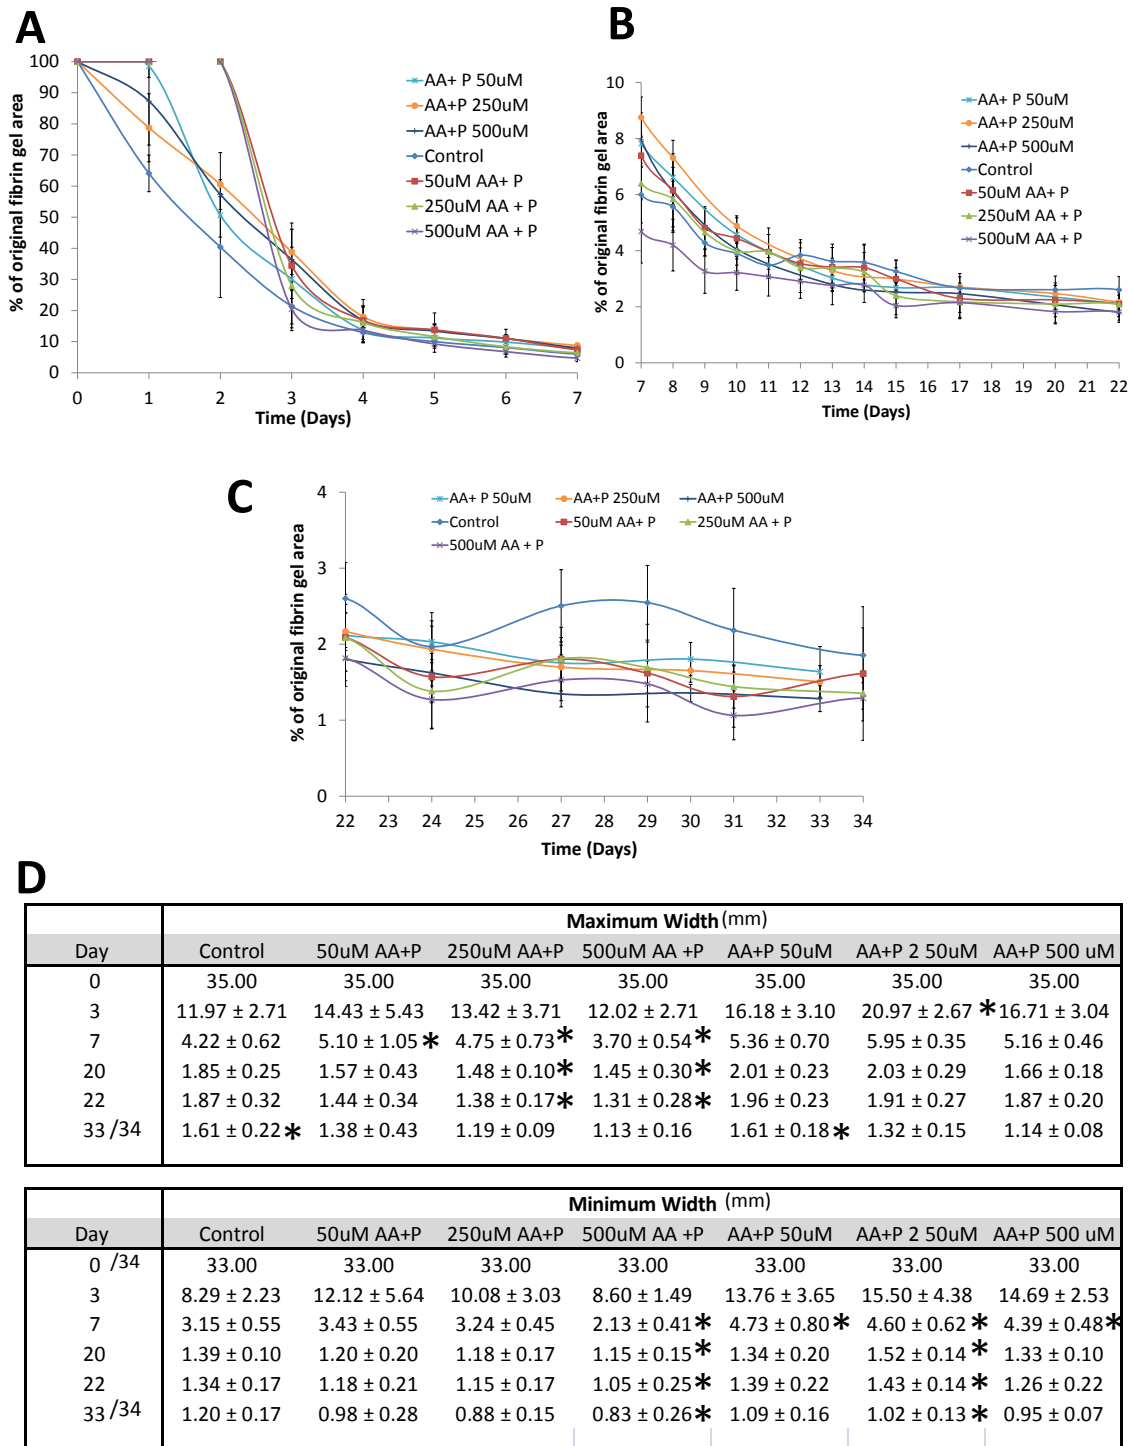 A
% of original fibrin gel area
100
90
80
70
60
50
40
30
20
10
0
0 1 2 3 4 5 6 7
Time (Days)
AA+ P 50uM
AA+P 250uM
AA+P 500uM
Control
50uM AA+ P
250uM AA + P
500uM AA + P
B
% of original fibrin gel area
10
8
6
4
2
0
7 8 9 10 11 12 13 14 15 17 19 20 22
Time (Days)
AA+ P 50uM
AA+P 250uM
AA+P 500uM
Control
50uM AA+ P
250uM AA + P
500uM AA + P
C
% of original fibrin gel area
4
3
2
1
0
22 24 26 27 29 30 31 33 34
Time (Days)
AA+ P 50uM AA+P 250uM AA+P 500uM
Control 50uM AA+ P 250uM AA + P
500uM AA + P
D
Maximum Width (mm)
Day Control 50uM AA+P 250uM AA+P 500uM AA +P AA+P 50uM AA+P 2 50uM AA+P 500 uM
0 35.00 35.00 35.00 35.00 35.00 35.00 35.00
3 11.97 ± 2.71 14.43 ± 5.43 13.42 ± 3.71 12.02 ± 2.71 16.18 ± 3.10 20.97 ± 2.67 * 16.71 ± 3.04
7 4.22 ± 0.62 5.10 ± 1.05 * 4.75 ± 0.73 * 3.70 ± 0.54 * 5.36 ± 0.70 5.95 ± 0.35 5.16 ± 0.46
20 1.85 ± 0.25 1.57 ± 0.43 1.48 ± 0.10 * 1.45 ± 0.30 * 2.01 ± 0.23 2.03 ± 0.29 1.66 ± 0.18
22 1.87 ± 0.32 1.44 ± 0.34 1.38 ± 0.17 * 1.31 ± 0.28 * 1.96 ± 0.23 1.91 ± 0.27 1.87 ± 0.20
33 /34 1.61 ± 0.22 * 1.38 ± 0.43 1.19 ± 0.09 1.13 ± 0.16 1.61 ± 0.18 * 1.32 ± 0.15 1.14 ± 0.08
Minimum Width (mm)
Day Control 50uM AA+P 250uM AA+P 500uM AA +P AA+P 50uM AA+P 2 50uM AA+P 500 uM
0 /34 33.00 33.00 33.00 33.00 33.00 33.00 33.00
3 8.29 ± 2.23 12.12 ± 5.64 10.08 ± 3.03 8.60 ± 1.49 13.76 ± 3.65 15.50 ± 4.38 14.69 ± 2.53
7 3.15 ± 0.55 3.43 ± 0.55 3.24 ± 0.45 2.13 ± 0.41 * 4.73 ± 0.80 * 4.60 ± 0.62 * 4.39 ± 0.48 *
20 1.39 ± 0.10 1.20 ± 0.20 1.18 ± 0.17 1.15 ± 0.15 * 1.34 ± 0.20 1.52 ± 0.14 * 1.33 ± 0.10
22 1.34 ± 0.17 1.18 ± 0.21 1.15 ± 0.17 1.05 ± 0.25 * 1.39 ± 0.22 1.43 ± 0.14 * 1.26 ± 0.22
33 /34 1.20 ± 0.17 0.98 ± 0.28 0.88 ± 0.15 0.83 ± 0.26 * 1.09 ± 0.16 1.02 ± 0.13 * 0.95 ± 0.07